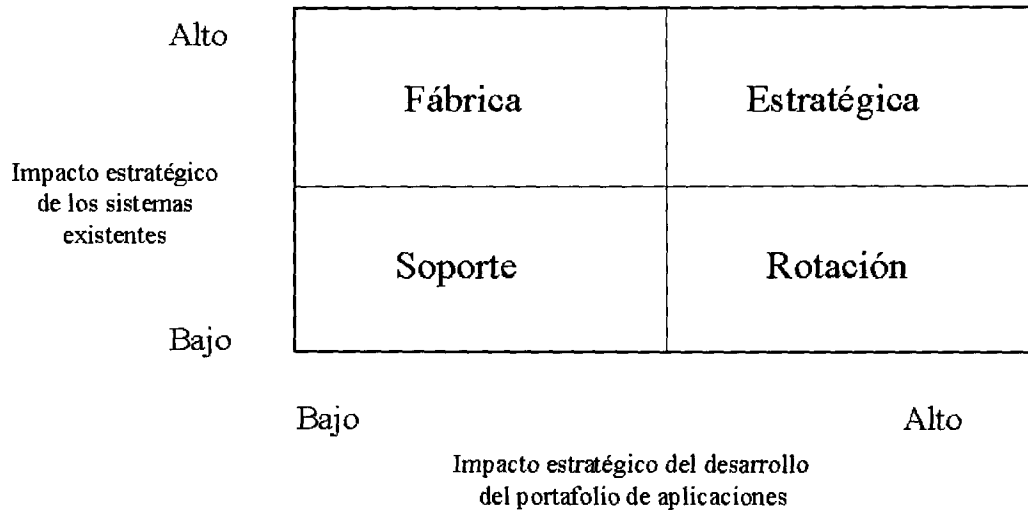 Alto
Fábrica
Estratégica
Impacto estratégico
de los sistemas
existentes
Soporte
Rotación
Bajo
Bajo
Alto
Impacto estratégico del desarrollo
del portafolio de aplicaciones